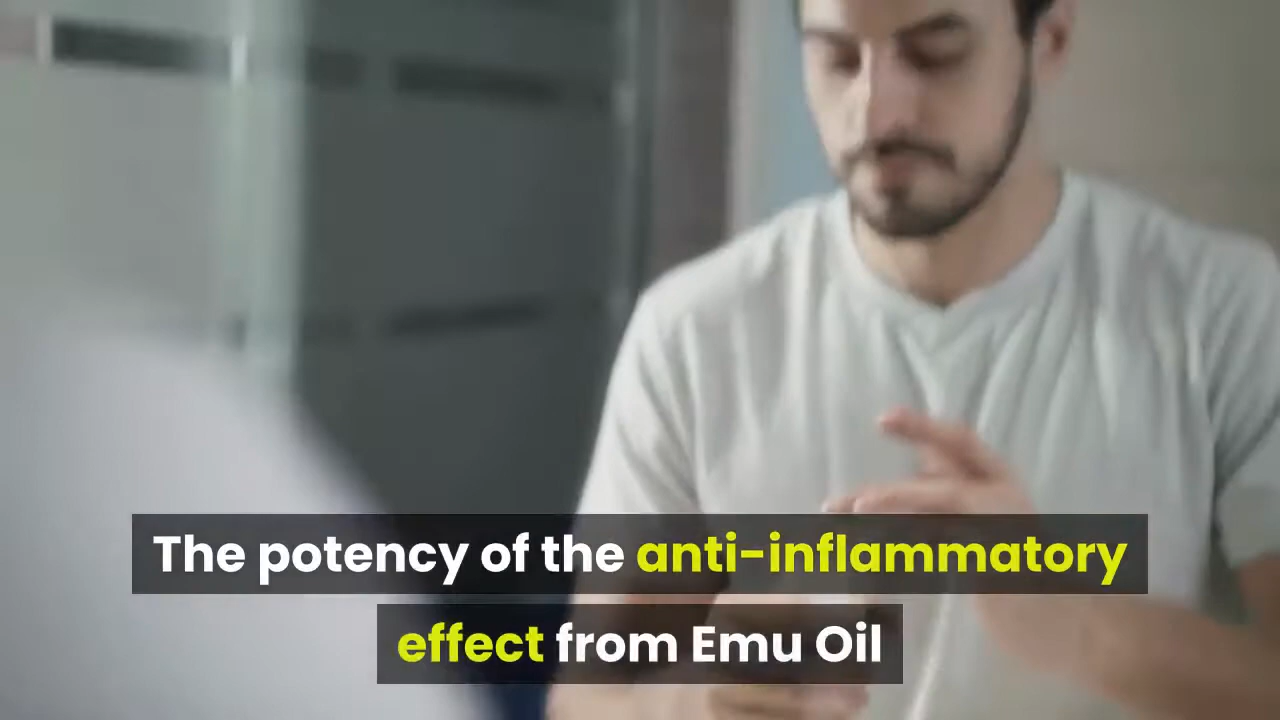 The potency of the anti-inflammatory
effect from Emu Oil